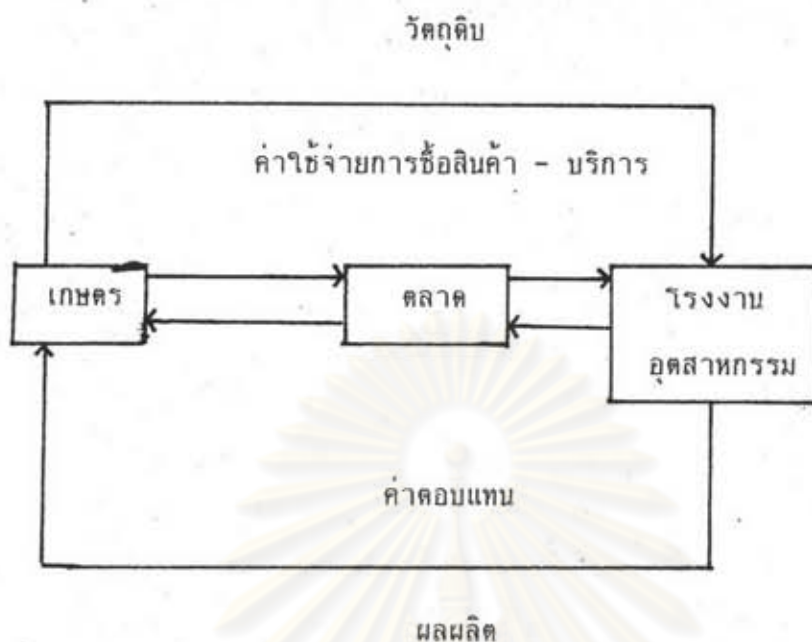 วัตถุดิบ
ค่าใช้จ่ายการซื้อสินค้า - บริการ
เกษตร
ตลาด
โรงงาน
อุตสาหกรรม
ค่าตอบแทน
ผลผลิต